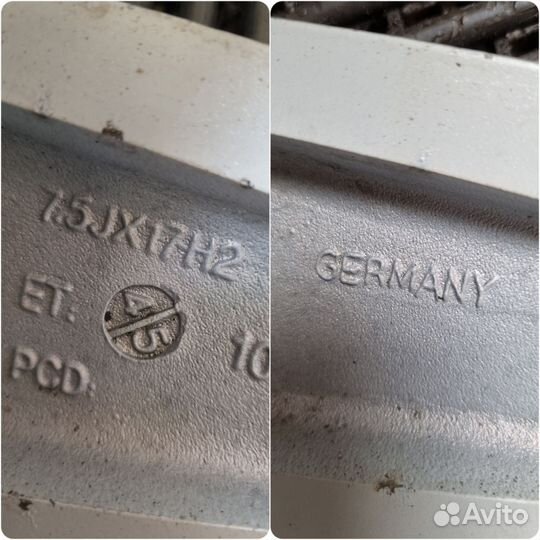 7.5JX17H2
ET. 45
PCD.
10
GERMANY
Avito